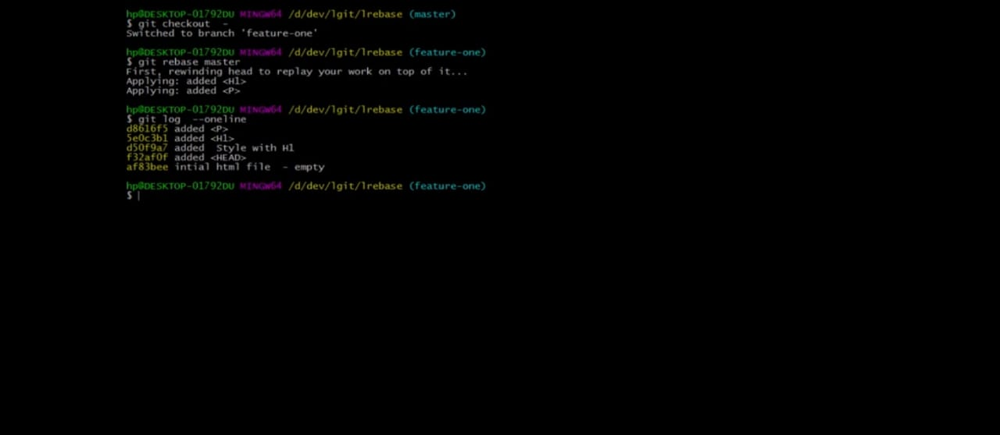 hp@DESKTOP-01792DU MINGW64 /d/dev/lgit/lrebase (master)
$ git checkout  -
Switched to branch 'feature-one'
hp@DESKTOP-01792DU MINGW64 /d/dev/lgit/lrebase (feature-one)
$ git rebase master
First, rewinding head to replay your work on top of it...
Applying: added <H1>
Applying: added <P>
hp@DESKTOP-01792DU MINGW64 /d/dev/lgit/lrebase (feature-one)
$ git log  --oneline
d8616f5 added <P>
5e0c3b1 added <H1>
d50f9a7 added  Style with H1
f32af0f added <HEAD>
af83bee intial html file  - empty
hp@DESKTOP-01792DU MINGW64 /d/dev/lgit/lrebase (feature-one)
$